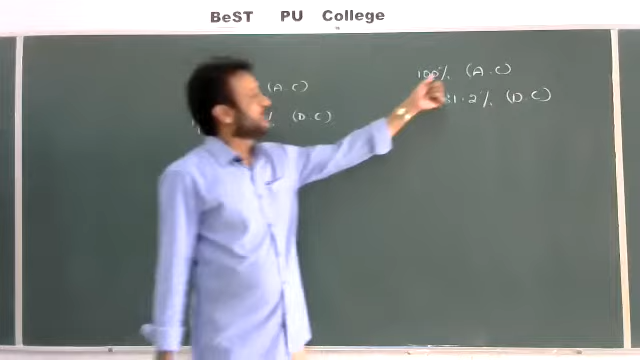 BeST PU College
(A.C)
% (D.C)
100% (A.C)
81.2% (D.C)